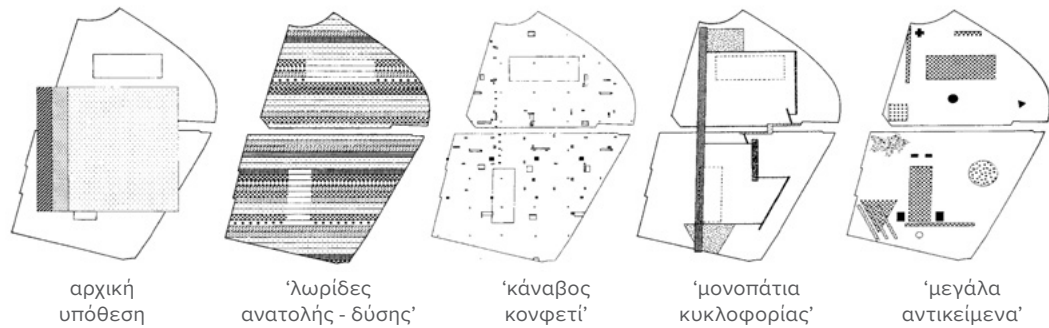 αρχική
υπόθεση
‘λωρίδες
ανατολής - δύσης’
‘κάναβος
κονφετί’
‘μονοπάτια
κυκλοφορίας’
‘μεγάλα
αντικείμενα’